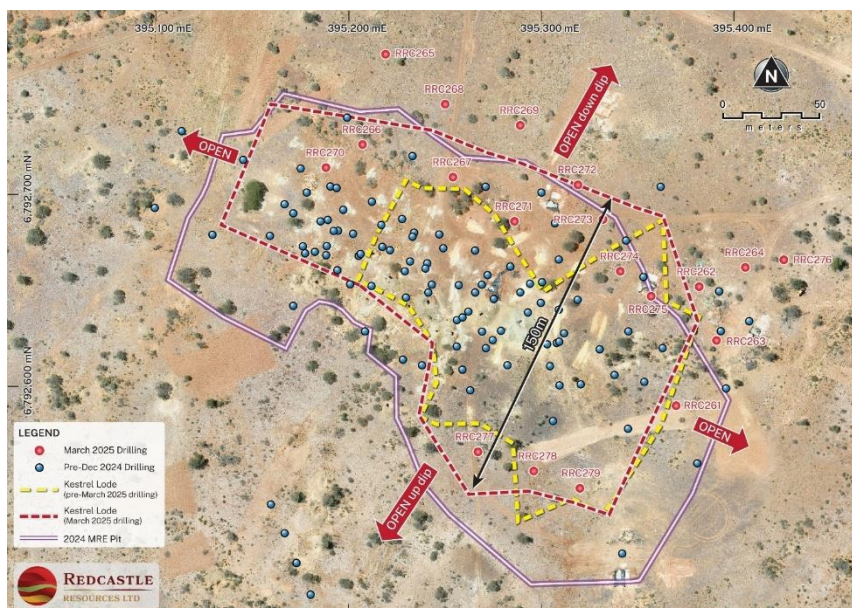 395.100 mE
395.200 mE
395.300 mE
395.400 mE
RRC265
N
RRC268
50
meters
RRC269
OPEN down dip
OPEN
RRC266
RRC270
RRC267
RRC272
6,792,700 mN
RRC271
RRC273
RRC264
RRC276
RRC274
RRC262
RRC275
150m
RRC263
6,792,600 mN
RRC261
OPEN
LEGEND
March 2025 Drilling
Pre-Dec 2024 Drilling
Kestrel Lode
(pre-March 2025 drilling)
Kestrel Lode
(March 2025 drilling)
2024 MRE Pit
RRC277
RRC278
RRC279
OPEN up dip
REDCASTLE
RESOURCES LTD